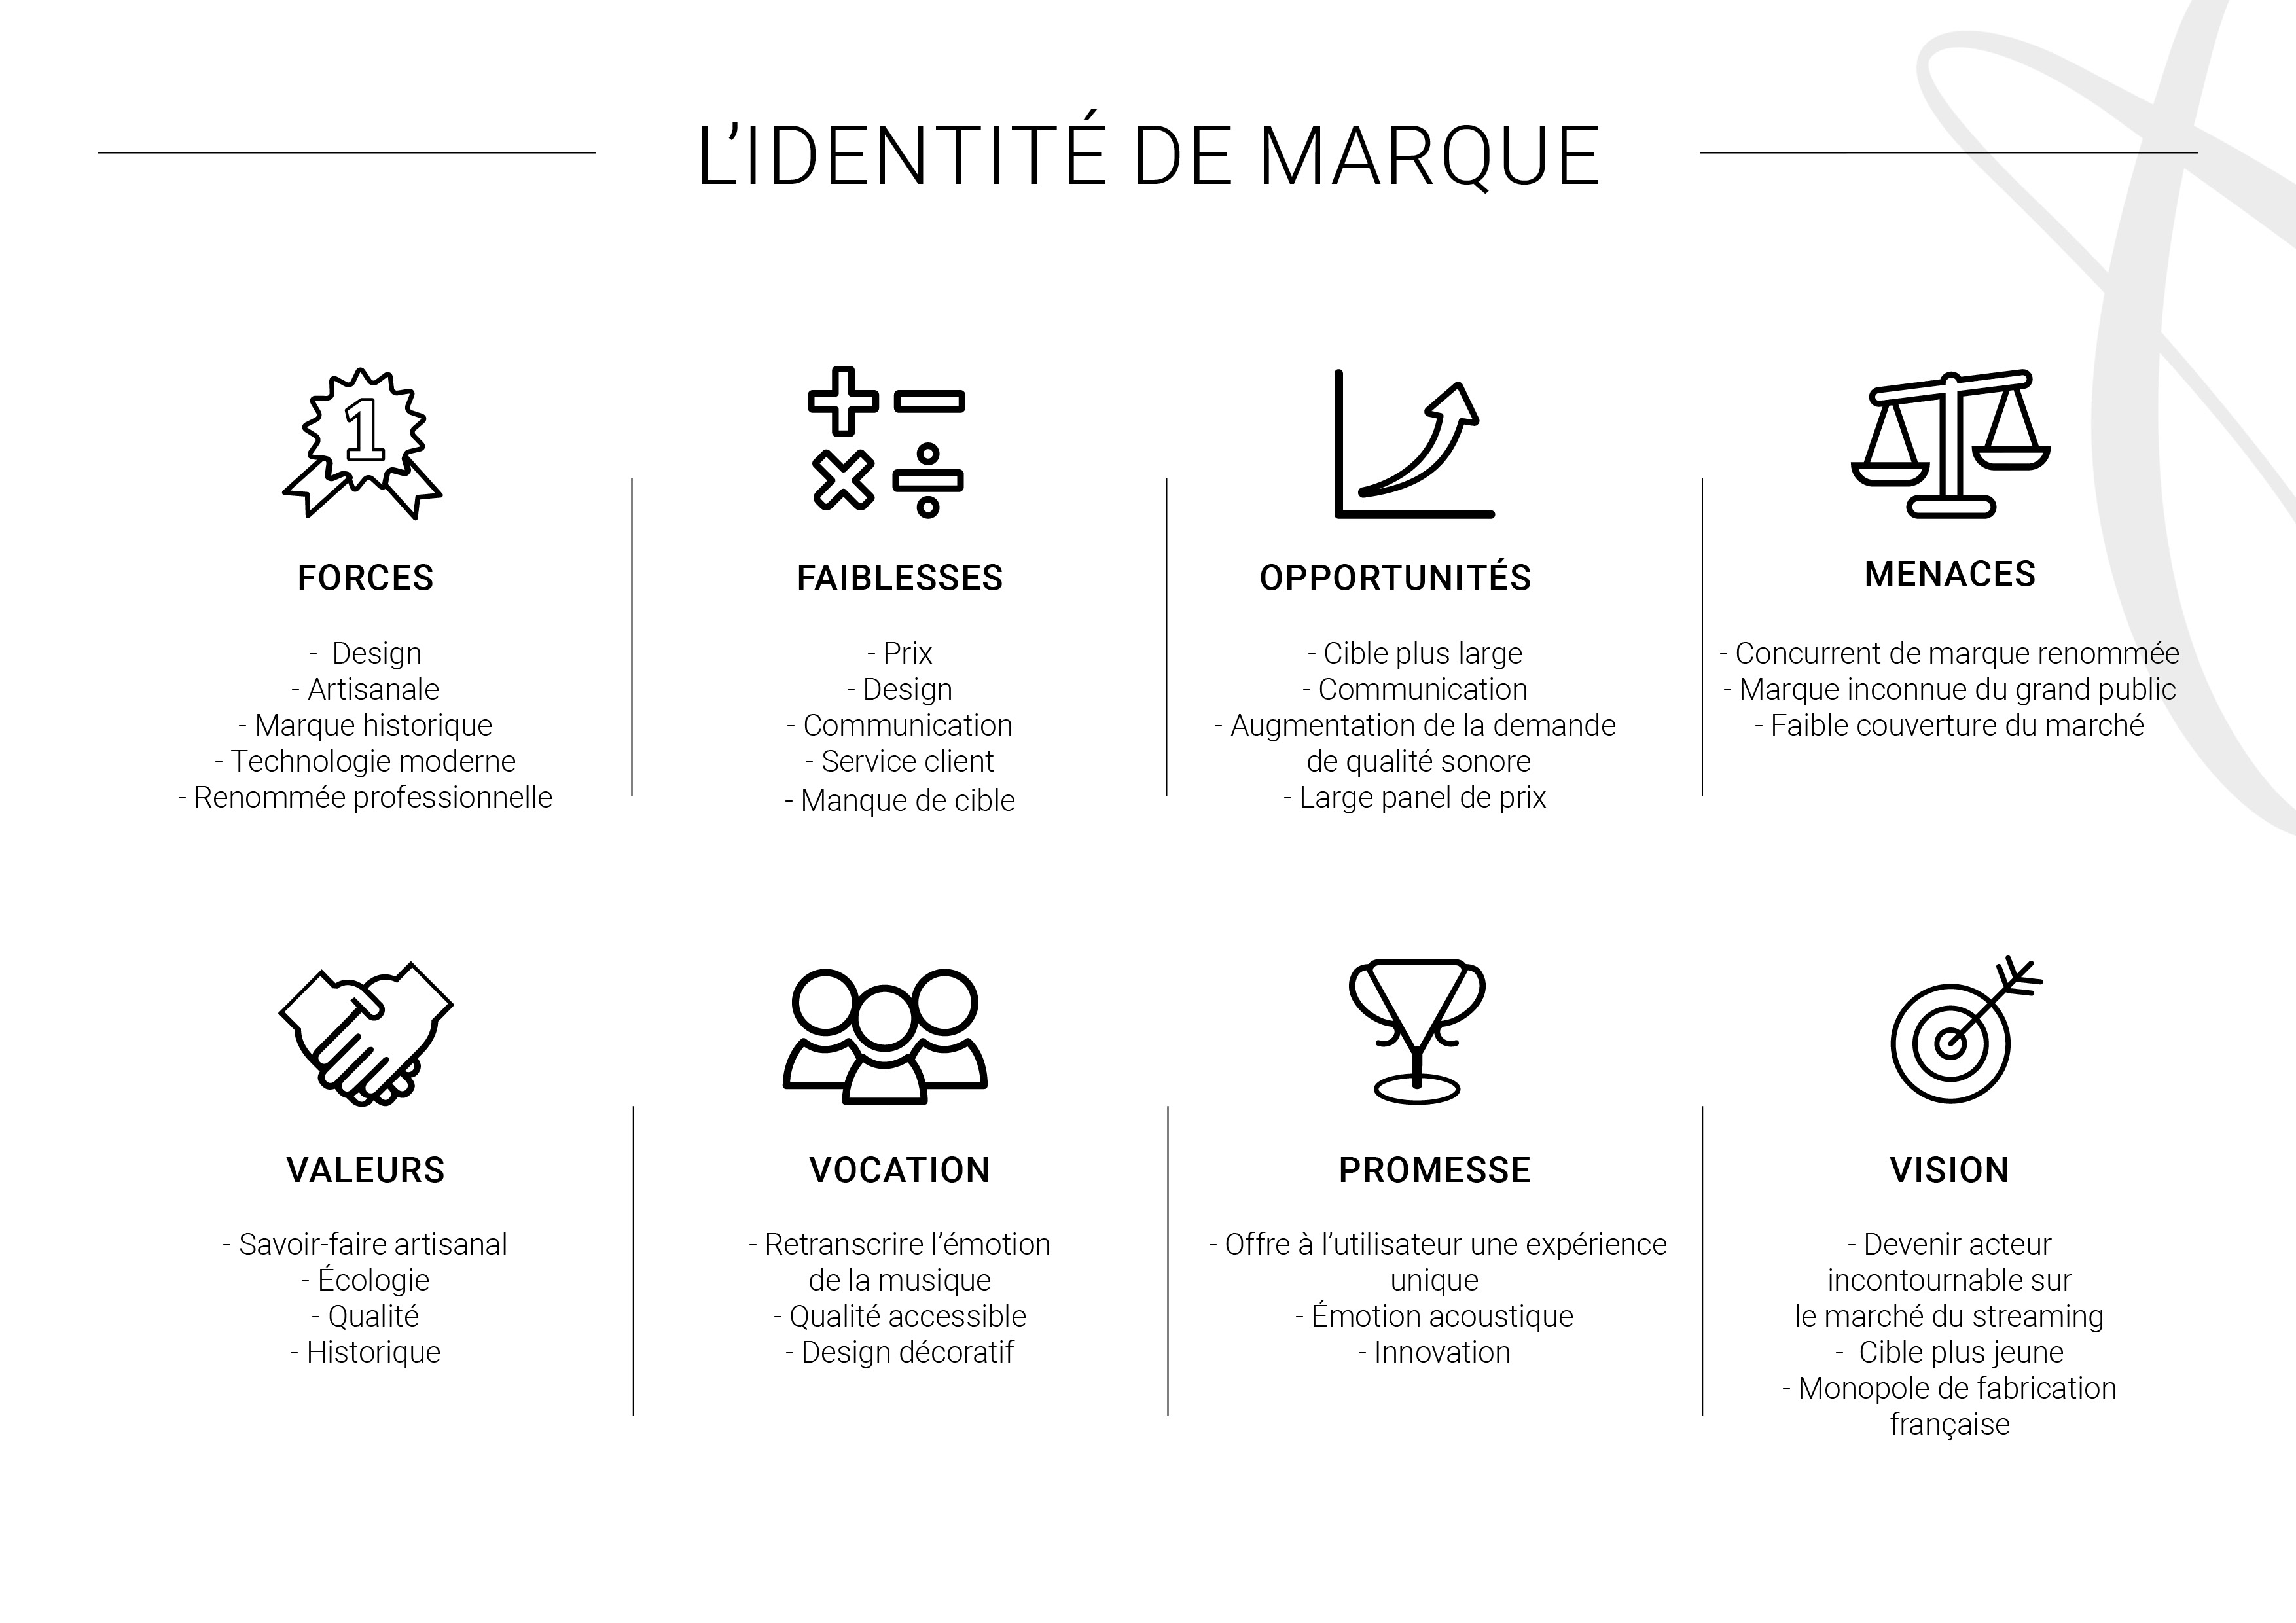 L'IDENTITÉ DE MARQUE
1
FORCES
- Design
- Artisanale
- Marque historique
- Technologie moderne
- Renommée professionnelle
FAIBLESSES
- Prix
- Design
- Communication
- Service client
- Manque de cible
OPPORTUNITÉS
- Cible plus large
- Communication
- Augmentation de la demande
de qualité sonore
- Large panel de prix
MENACES
- Concurrent de marque renommée
- Marque inconnue du grand public
- Faible couverture du marché
VALEURS
- Savoir-faire artisanal
- Écologie
- Qualité
- Historique
VOCATION
- Retranscrire l'émotion
de la musique
- Qualité accessible
- Design décoratif
PROMESSE
- Offre à l'utilisateur une expérience
unique
- Émotion acoustique
- Innovation
VISION
- Devenir acteur
incontournable sur
le marché du streaming
- Cible plus jeune
- Monopole de fabrication
française